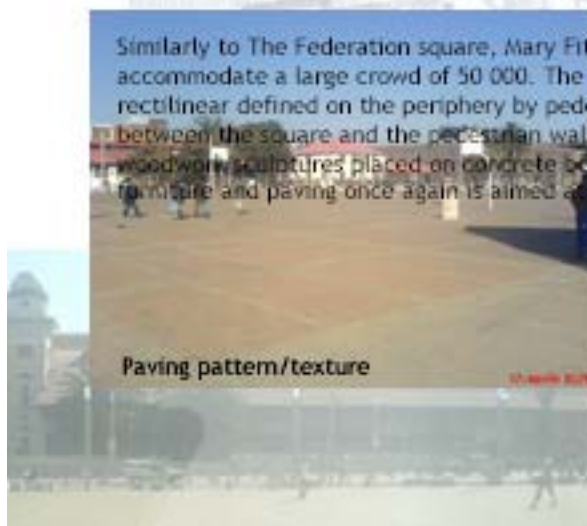 Similarly to The Federation square, Mary Fit
accommodate a large crowd of 50 000. The
rectilinear defined on the periphery by pede
between the square and the pedestrian wal
woodwork sculptures placed on concrete
furniture and paving once again is aimed
Paving pattern/texture